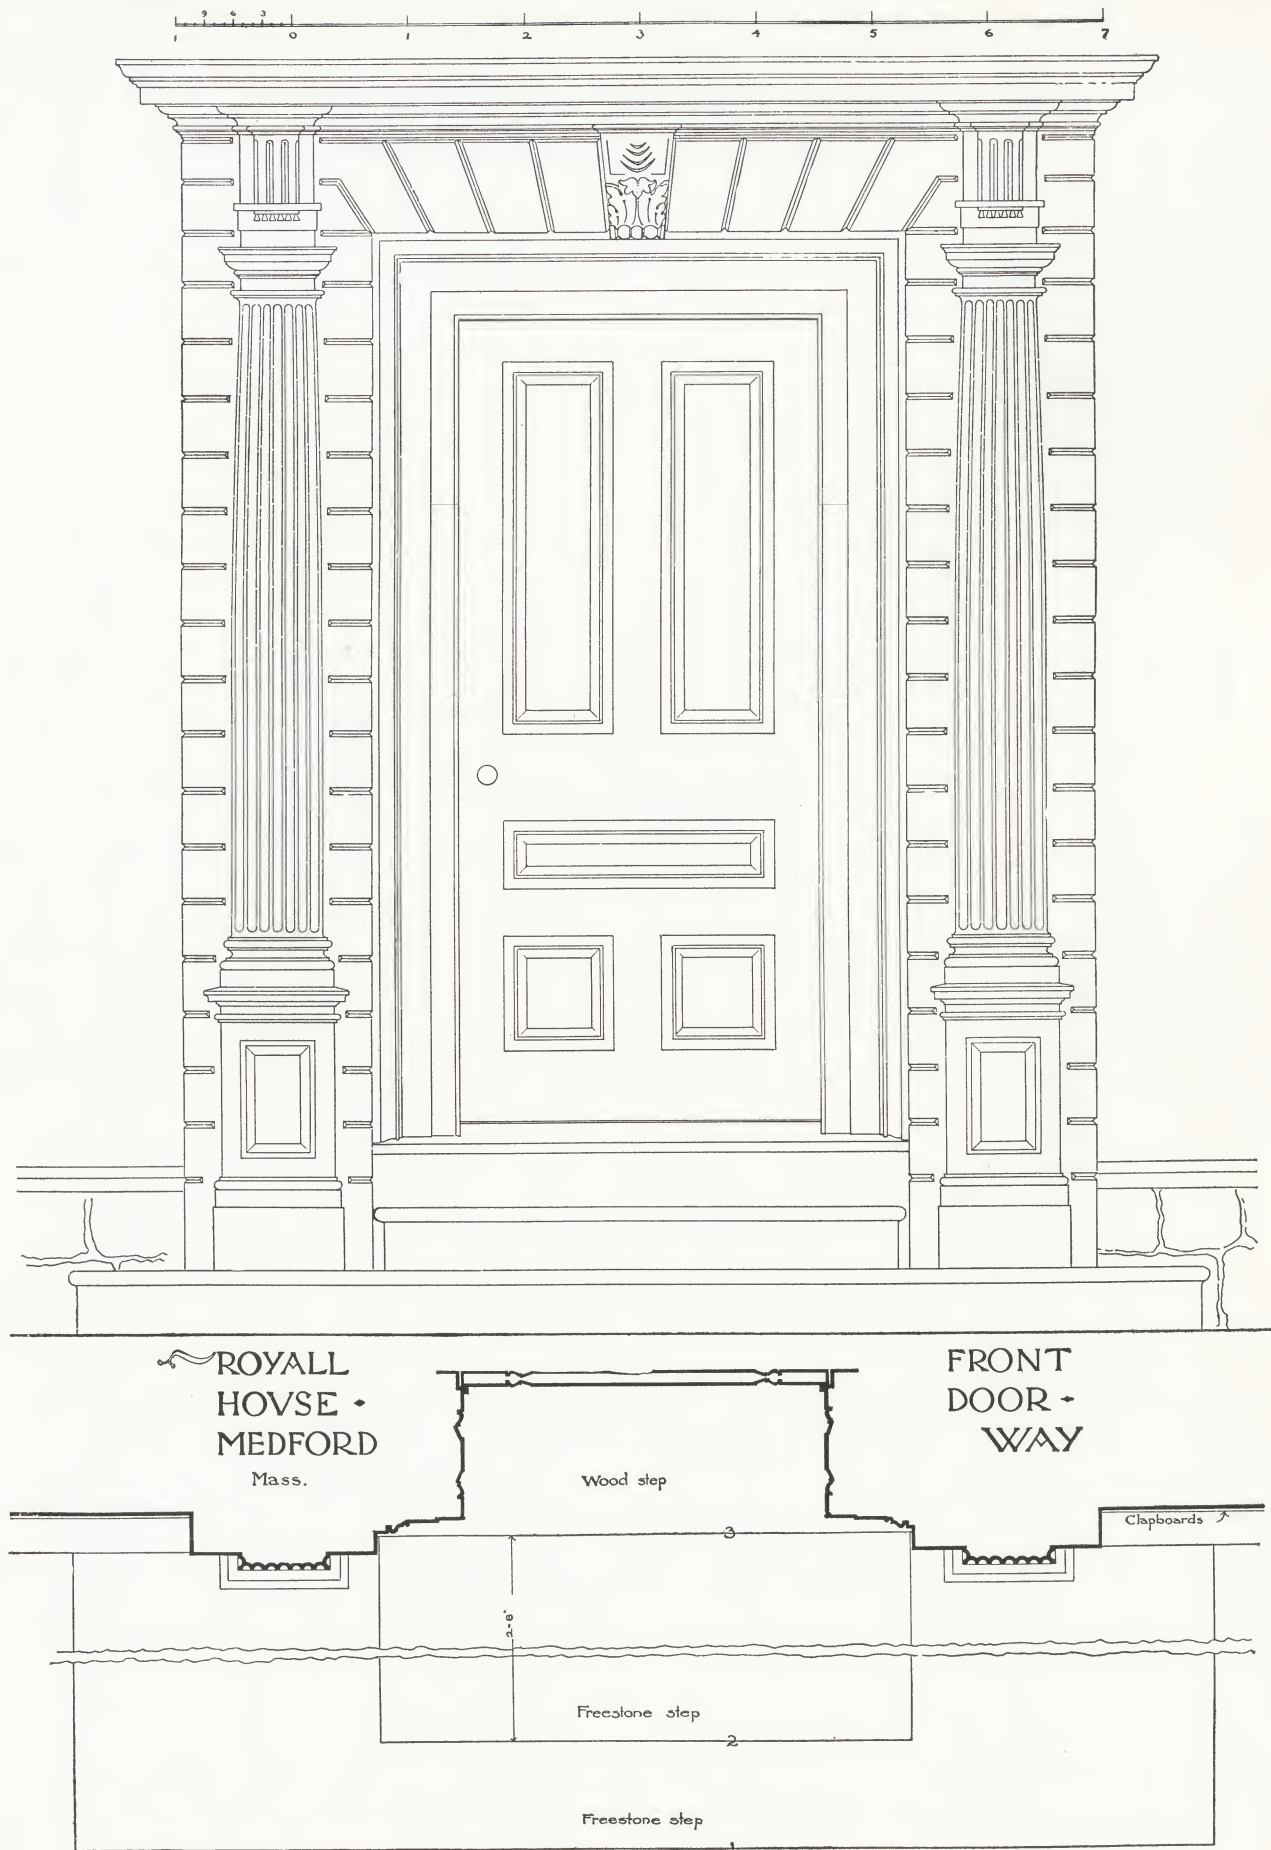 9 6 3
1 0 1 2 3 4 5 6 7
ROYALL
HOVSE
MEDFORD
Mass.
FRONT
DOOR
WAY
Wood step
Clapboards
3
2-8"
Freestone step
2
Freestone step
1